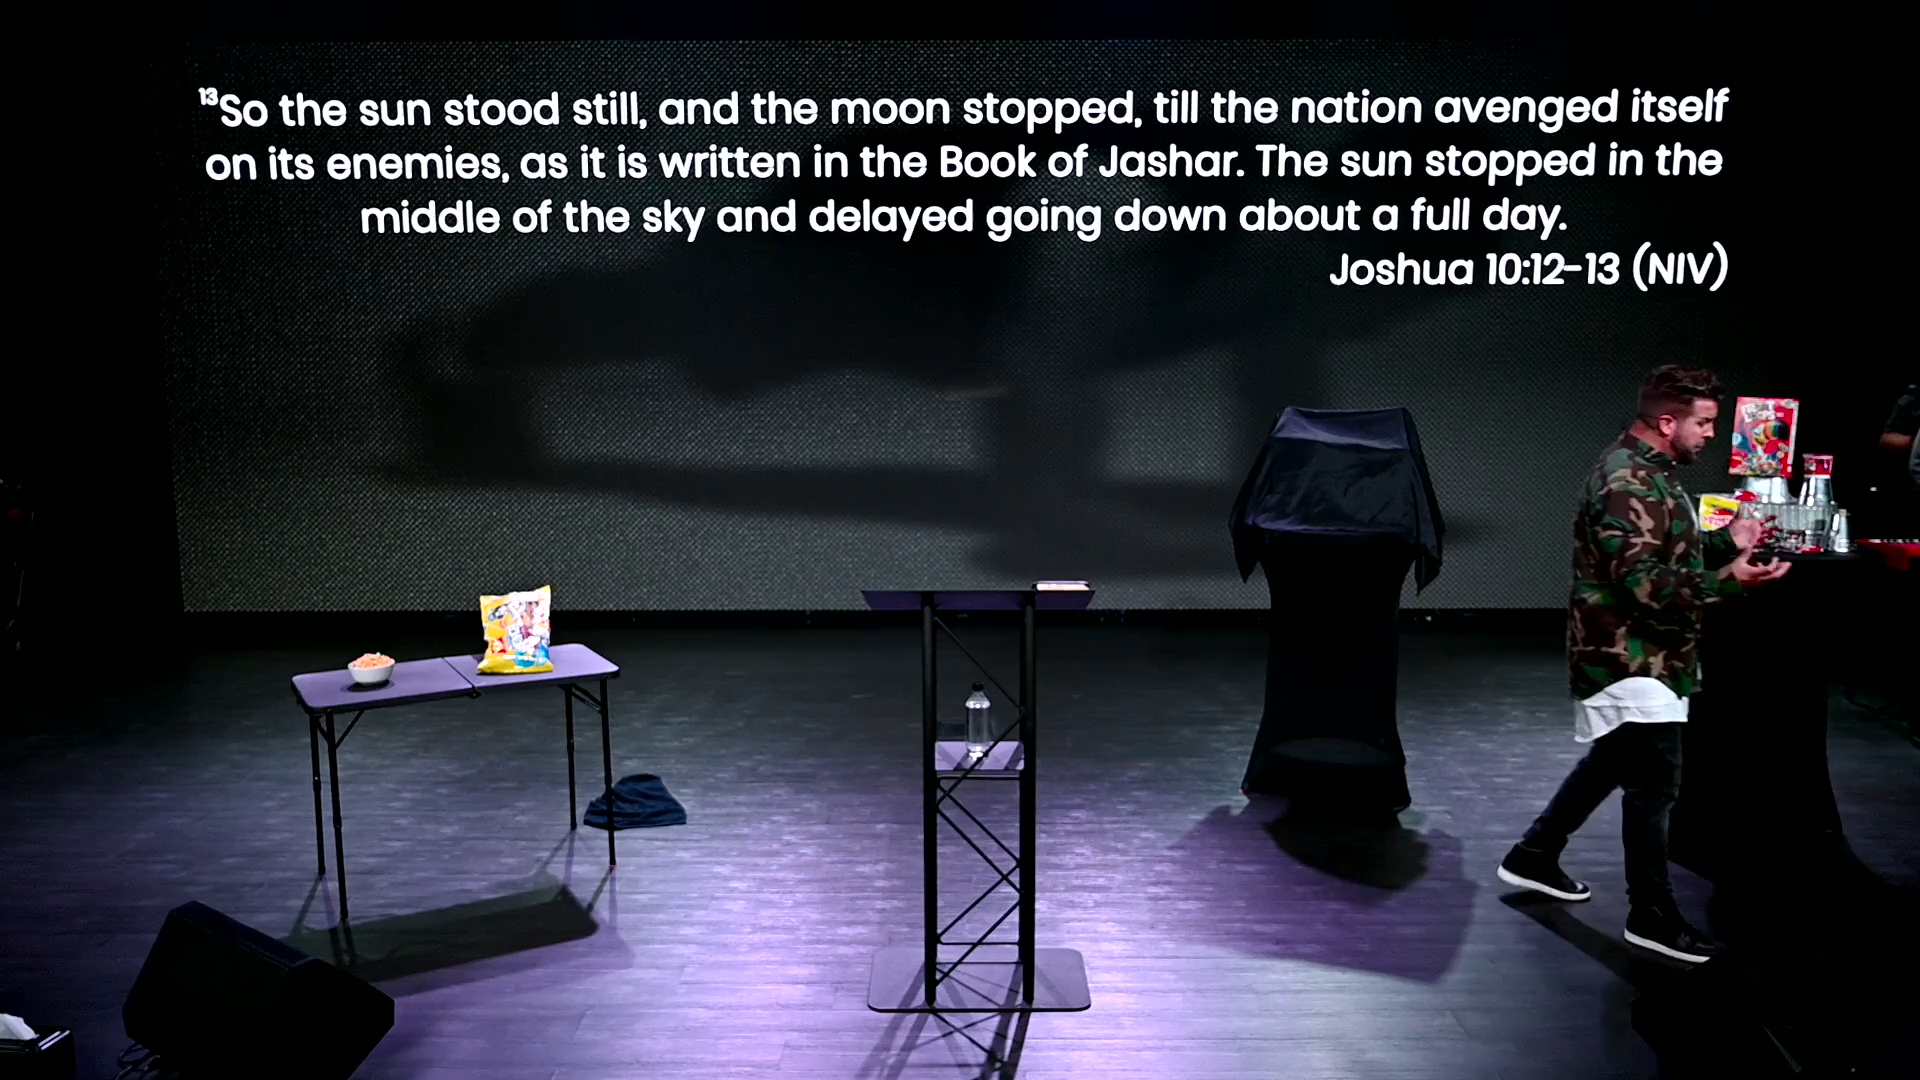 ¹³So the sun stood still, and the moon stopped, till the nation avenged itself
on its enemies, as it is written in the Book of Jashar. The sun stopped in the
middle of the sky and delayed going down about a full day.
Joshua 10:12-13 (NIV)